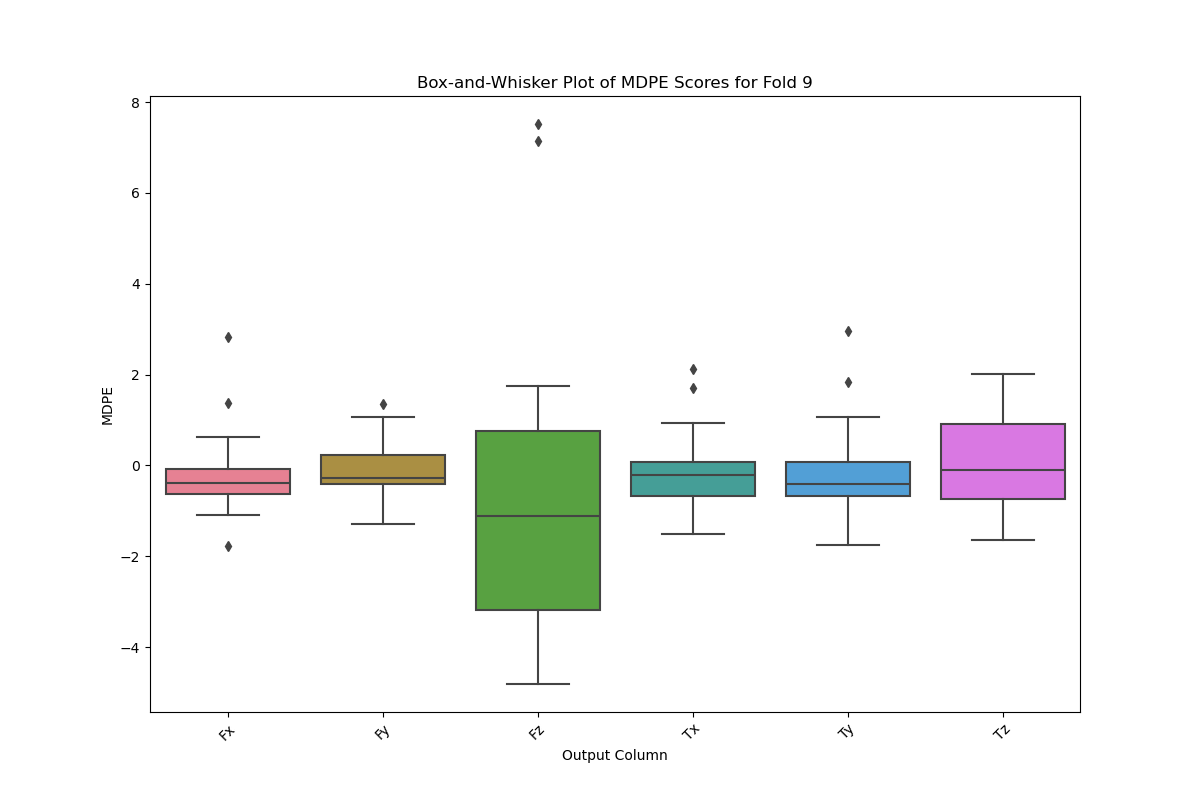 Box-and-Whisker Plot of MDPE Scores for Fold 9
8
6
4
2
0
−2
−4
MDPE
Fx
Fy
Fz
Tx
Ty
Tz
Output Column